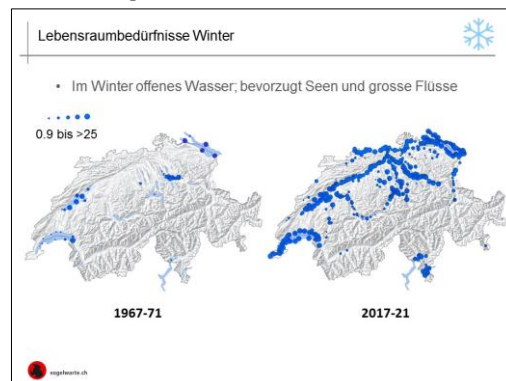 Lebensraumbedürfnisse Winter
• Im Winter offenes Wasser; bevorzugt Seen und grosse Flüsse
0.9 bis >25
1967-71
2017-21
vogelwarte.ch